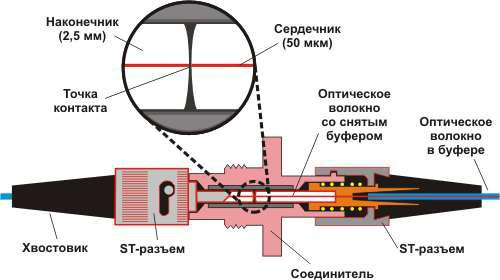 Наконечник
(2,5 мм)
Сердечник
(50 мкм)
Точка
контакта
Оптическое
волокно
со снятым
буфером
Оптическое
волокно
в буфере
Хвостовик
ST-разъем
Соединитель
ST-разъем